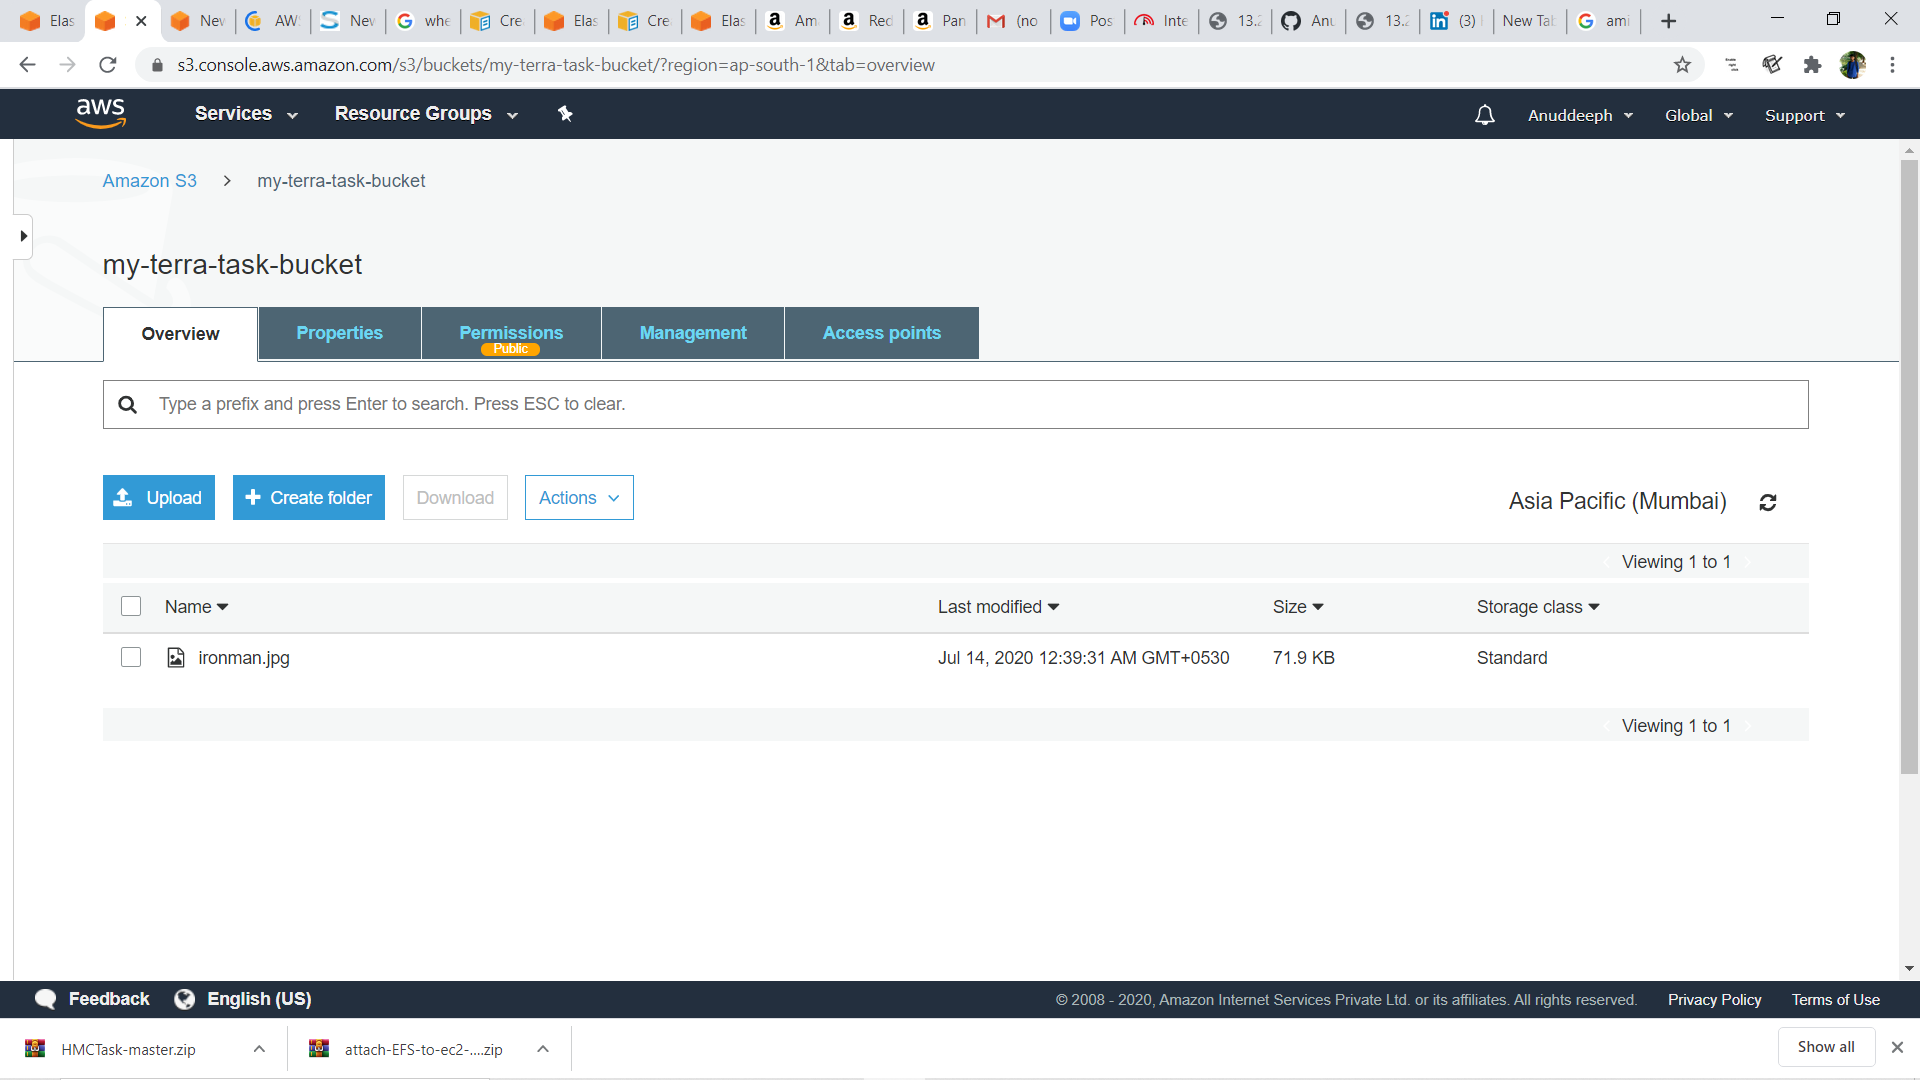 Elas
New
AWS
New
whe
Cre
Elas
Cre
Elas
Am
Red
Pan
(no
Pos
Inte
13.2
Anu
13.2
(3)
New Tab
ami
s3.console.aws.amazon.com/s3/buckets/my-terra-task-bucket/?region=ap-south-1&tab=overview
aws
Services
Resource Groups
Anuddeeph
Global
Support
Amazon S3
my-terra-task-bucket
my-terra-task-bucket
Overview
Properties
Permissions
Public
Management
Access points
Type a prefix and press Enter to search. Press ESC to clear.
Upload
Create folder
Download
Actions
Asia Pacific (Mumbai)
Viewing 1 to 1
Name
Last modified
Size
Storage class
ironman.jpg
Jul 14, 2020 12:39:31 AM GMT+0530
71.9 KB
Standard
Viewing 1 to 1
Feedback
English (US)
© 2008 - 2020, Amazon Internet Services Private Ltd. or its affiliates. All rights reserved.
Privacy Policy
Terms of Use
HMCTask-master.zip
attach-EFS-to-ec2-....zip
Show all